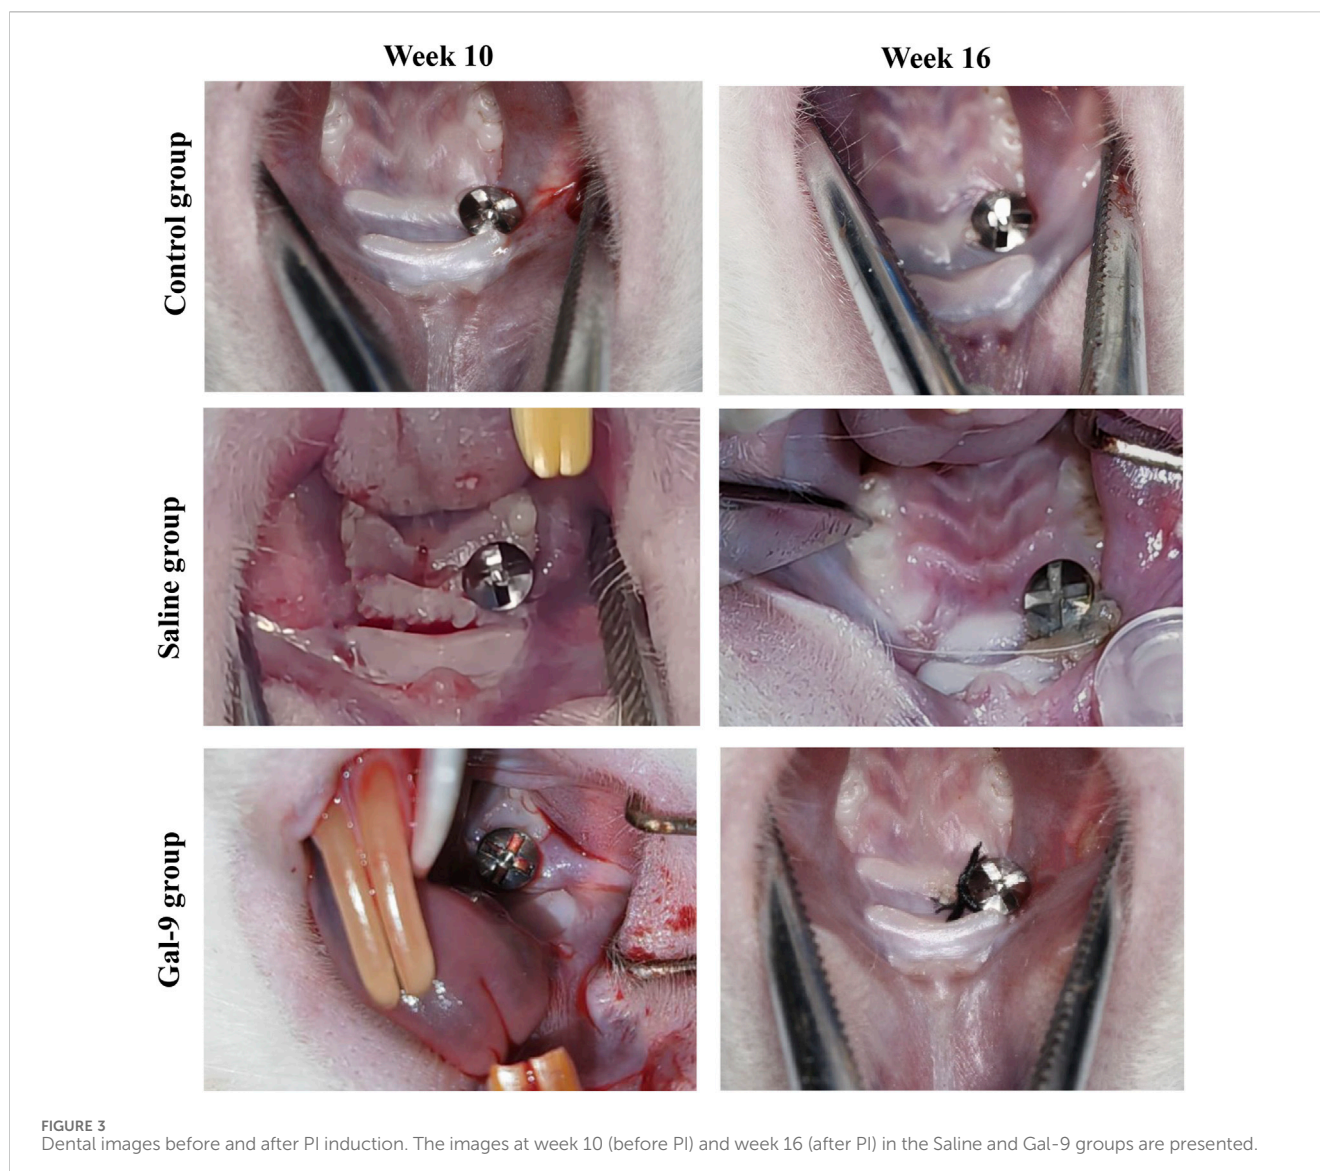 Week 10
Week 16
Control group
Saline group
Gal-9 group
FIGURE 3
Dental images before and after PI induction. The images at week 10 (before PI) and week 16 (after PI) in the Saline and Gal-9 groups are presented.